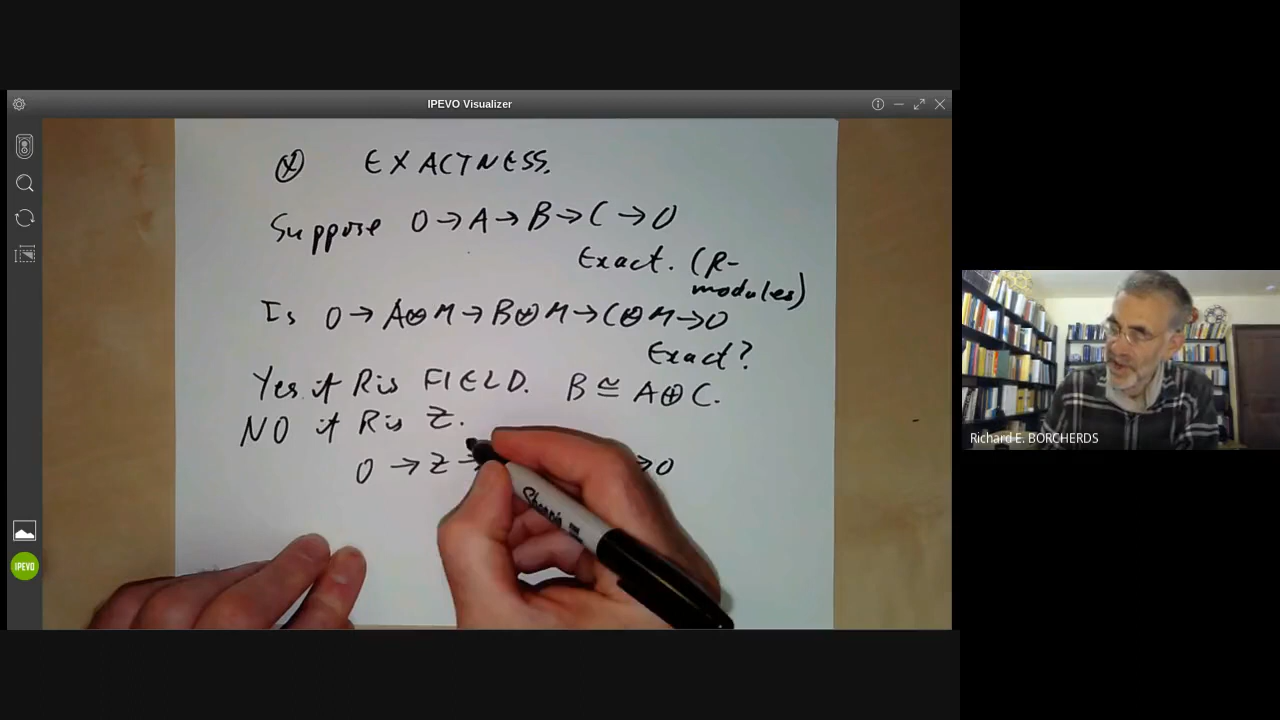 IPEVO Visualizer
⊗ EXACTNESS.
Suppose 0→A→B→C→0
Exact. (R-
modules)
Is 0→A⊗M→B⊗M→C⊗M→0
Exact?
Yes if R is FIELD. B≅A⊕C.
NO if R is Z.
0→Z→ →0
Sharpie
IPEVO
Richard E. BORCHERDS